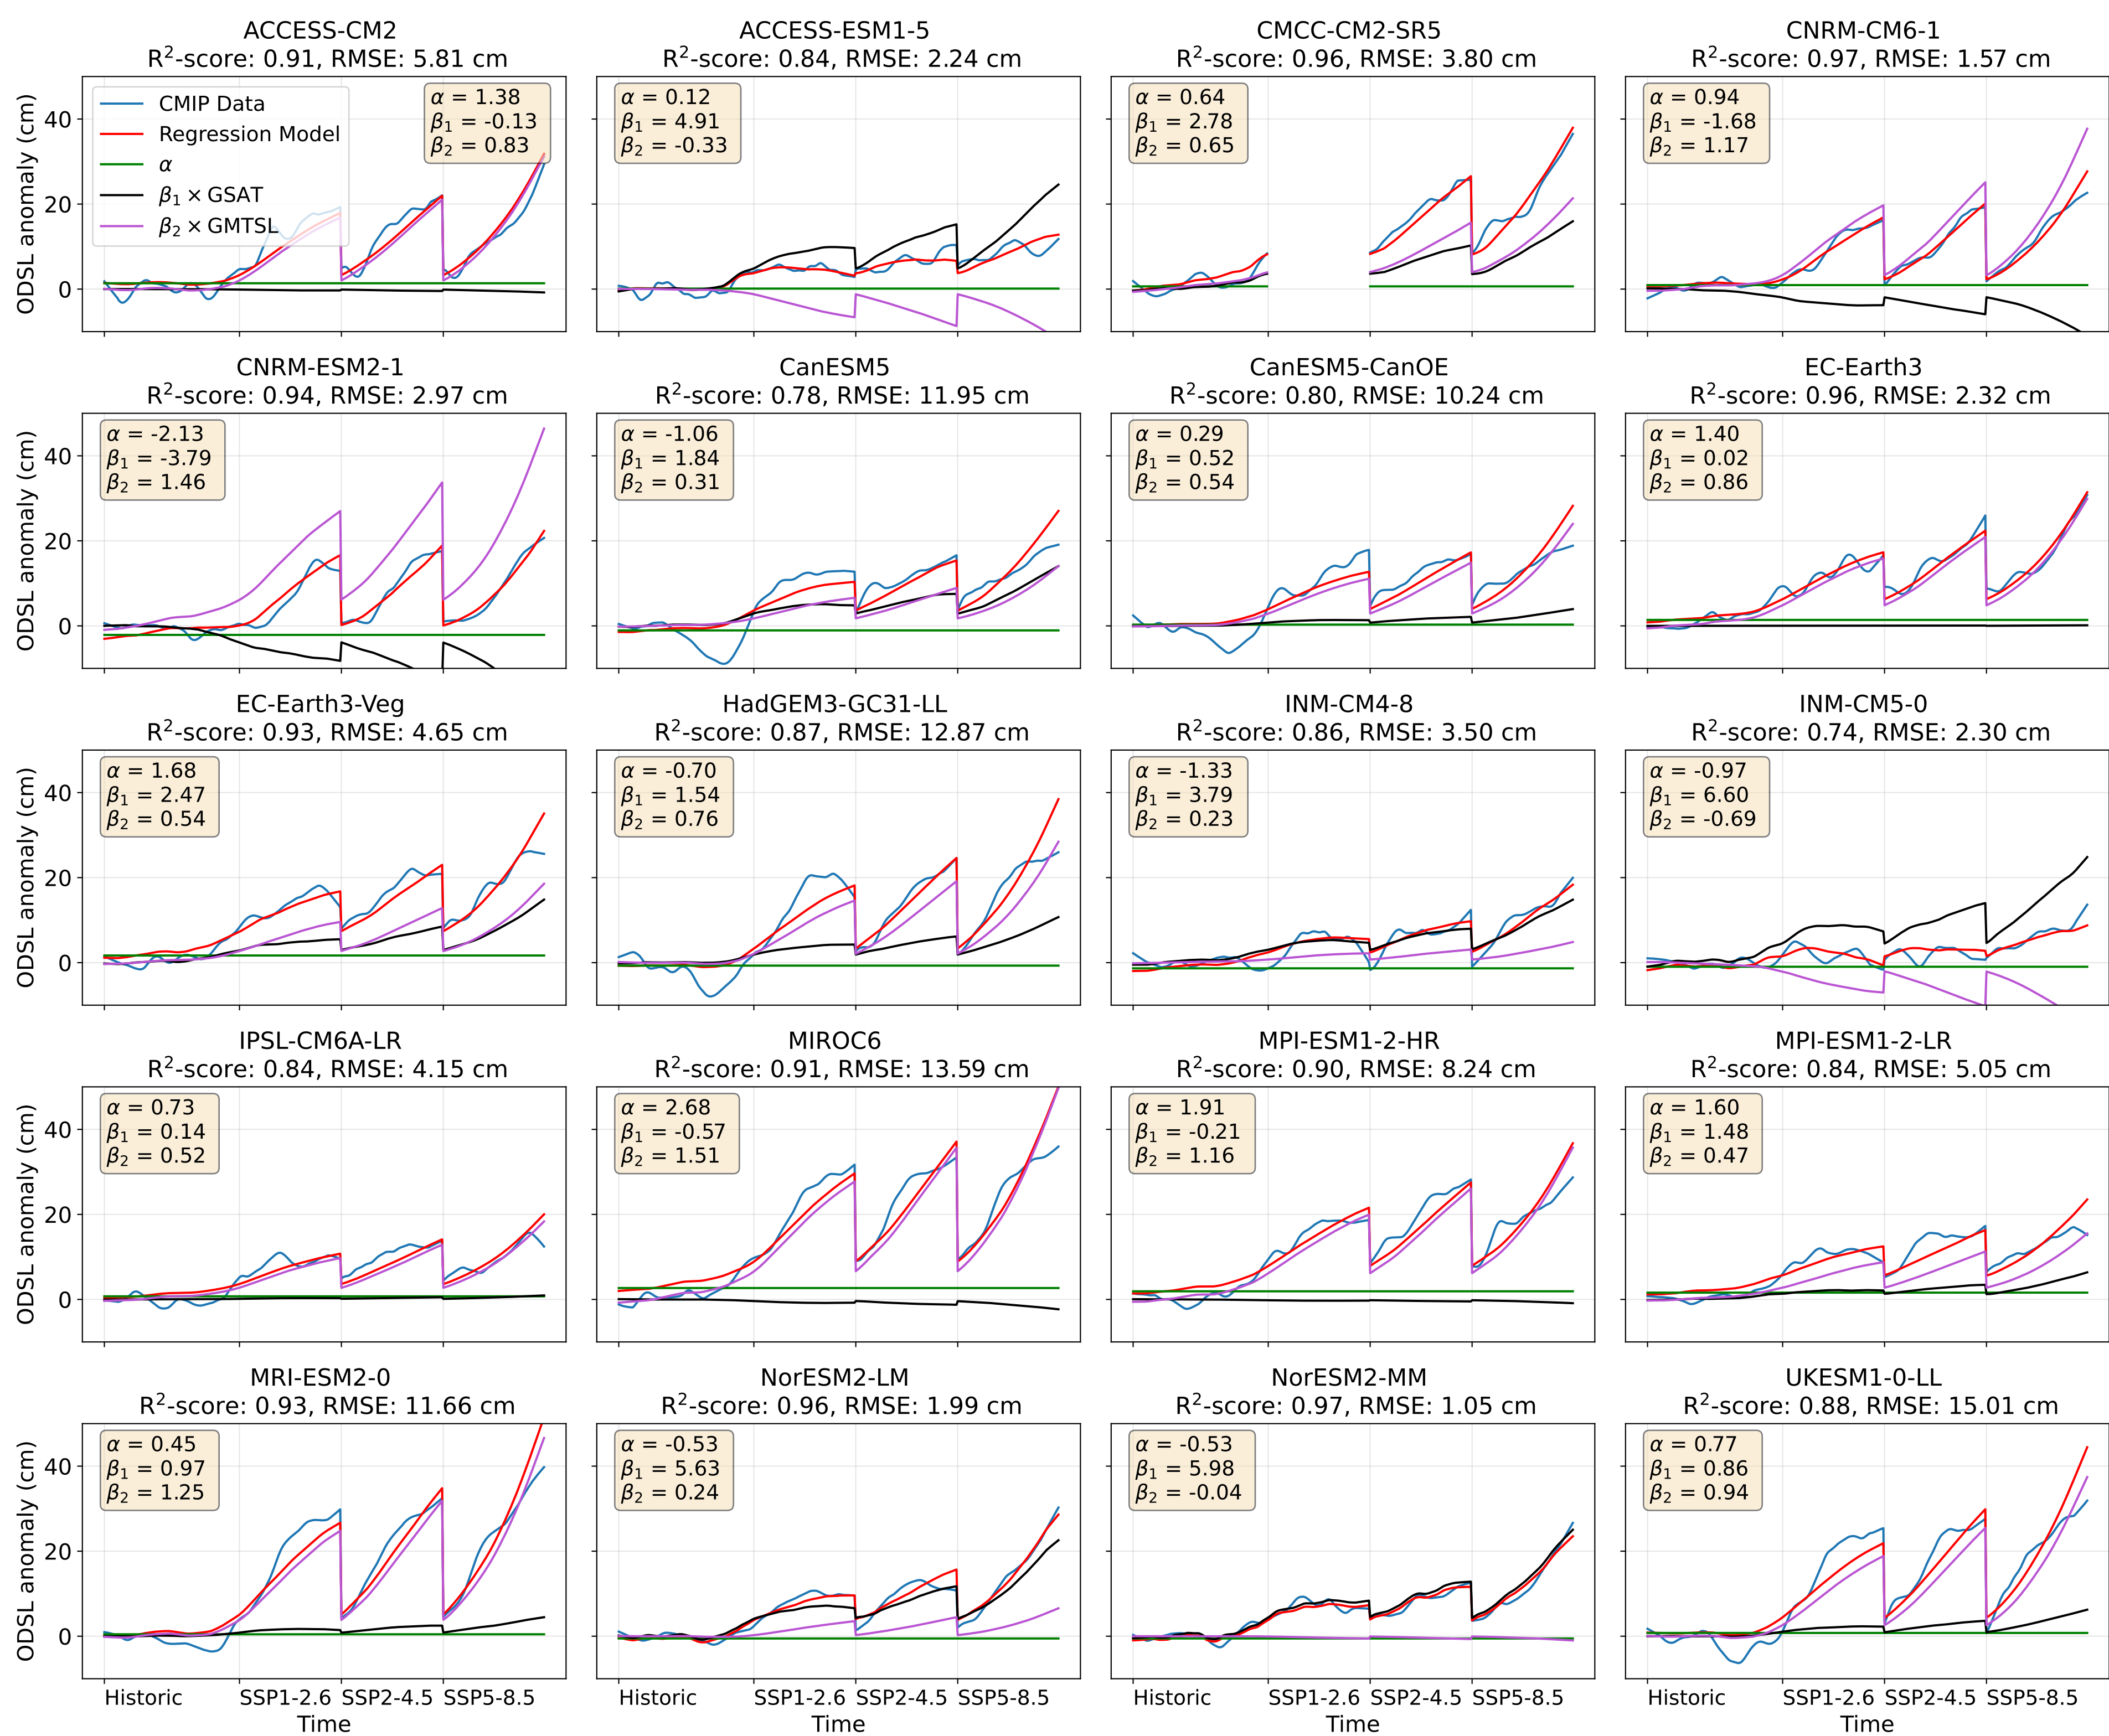 ACCESS-CM2
R²-score: 0.91, RMSE: 5.81 cm
ODSL anomaly (cm)
40
20
0
CMIP Data
Regression Model
α
β₁ × GSAT
β₂ × GMTSL
α = 1.38
β₁ = -0.13
β₂ = 0.83
ACCESS-ESM1-5
R²-score: 0.84, RMSE: 2.24 cm
α = 0.12
β₁ = 4.91
β₂ = -0.33
CMCC-CM2-SR5
R²-score: 0.96, RMSE: 3.80 cm
α = 0.64
β₁ = 2.78
β₂ = 0.65
CNRM-CM6-1
R²-score: 0.97, RMSE: 1.57 cm
α = 0.94
β₁ = -1.68
β₂ = 1.17
CNRM-ESM2-1
R²-score: 0.94, RMSE: 2.97 cm
ODSL anomaly (cm)
40
20
0
α = -2.13
β₁ = -3.79
β₂ = 1.46
CanESM5
R²-score: 0.78, RMSE: 11.95 cm
α = -1.06
β₁ = 1.84
β₂ = 0.31
CanESM5-CanOE
R²-score: 0.80, RMSE: 10.24 cm
α = 0.29
β₁ = 0.52
β₂ = 0.54
EC-Earth3
R²-score: 0.96, RMSE: 2.32 cm
α = 1.40
β₁ = 0.02
β₂ = 0.86
EC-Earth3-Veg
R²-score: 0.93, RMSE: 4.65 cm
ODSL anomaly (cm)
40
20
0
α = 1.68
β₁ = 2.47
β₂ = 0.54
HadGEM3-GC31-LL
R²-score: 0.87, RMSE: 12.87 cm
α = -0.70
β₁ = 1.54
β₂ = 0.76
INM-CM4-8
R²-score: 0.86, RMSE: 3.50 cm
α = -1.33
β₁ = 3.79
β₂ = 0.23
INM-CM5-0
R²-score: 0.74, RMSE: 2.30 cm
α = -0.97
β₁ = 6.60
β₂ = -0.69
IPSL-CM6A-LR
R²-score: 0.84, RMSE: 4.15 cm
ODSL anomaly (cm)
40
20
0
α = 0.73
β₁ = 0.14
β₂ = 0.52
MIROC6
R²-score: 0.91, RMSE: 13.59 cm
α = 2.68
β₁ = -0.57
β₂ = 1.51
MPI-ESM1-2-HR
R²-score: 0.90, RMSE: 8.24 cm
α = 1.91
β₁ = -0.21
β₂ = 1.16
MPI-ESM1-2-LR
R²-score: 0.84, RMSE: 5.05 cm
α = 1.60
β₁ = 1.48
β₂ = 0.47
MRI-ESM2-0
R²-score: 0.93, RMSE: 11.66 cm
ODSL anomaly (cm)
40
20
0
α = 0.45
β₁ = 0.97
β₂ = 1.25
Historic SSP1-2.6 SSP2-4.5 SSP5-8.5
Time
NorESM2-LM
R²-score: 0.96, RMSE: 1.99 cm
α = -0.53
β₁ = 5.63
β₂ = 0.24
Historic SSP1-2.6 SSP2-4.5 SSP5-8.5
Time
NorESM2-MM
R²-score: 0.97, RMSE: 1.05 cm
α = -0.53
β₁ = 5.98
β₂ = -0.04
Historic SSP1-2.6 SSP2-4.5 SSP5-8.5
Time
UKESM1-0-LL
R²-score: 0.88, RMSE: 15.01 cm
α = 0.77
β₁ = 0.86
β₂ = 0.94
Historic SSP1-2.6 SSP2-4.5 SSP5-8.5
Time